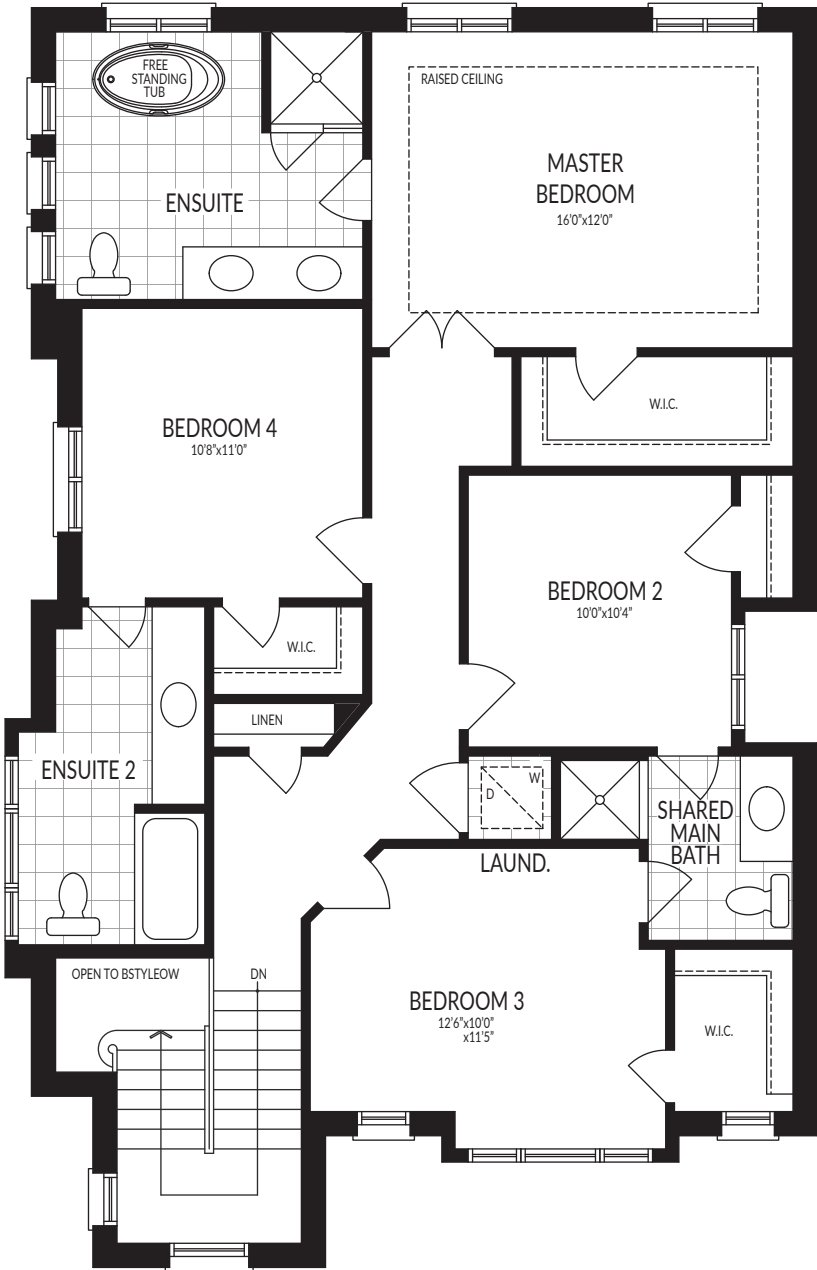 FREE
STANDING
TUB
RAISED CEILING
MASTER
BEDROOM
16'0"x12'0"
ENSUITE
W.I.C.
BEDROOM 4
10'8"x11'0"
BEDROOM 2
10'0"x10'4"
W.I.C.
LINEN
ENSUITE 2
W
D
SHARED
MAIN
BATH
LAUND.
OPEN TO BSTYLEOW
DN
BEDROOM 3
12'6"x10'0"
x11'5"
W.I.C.